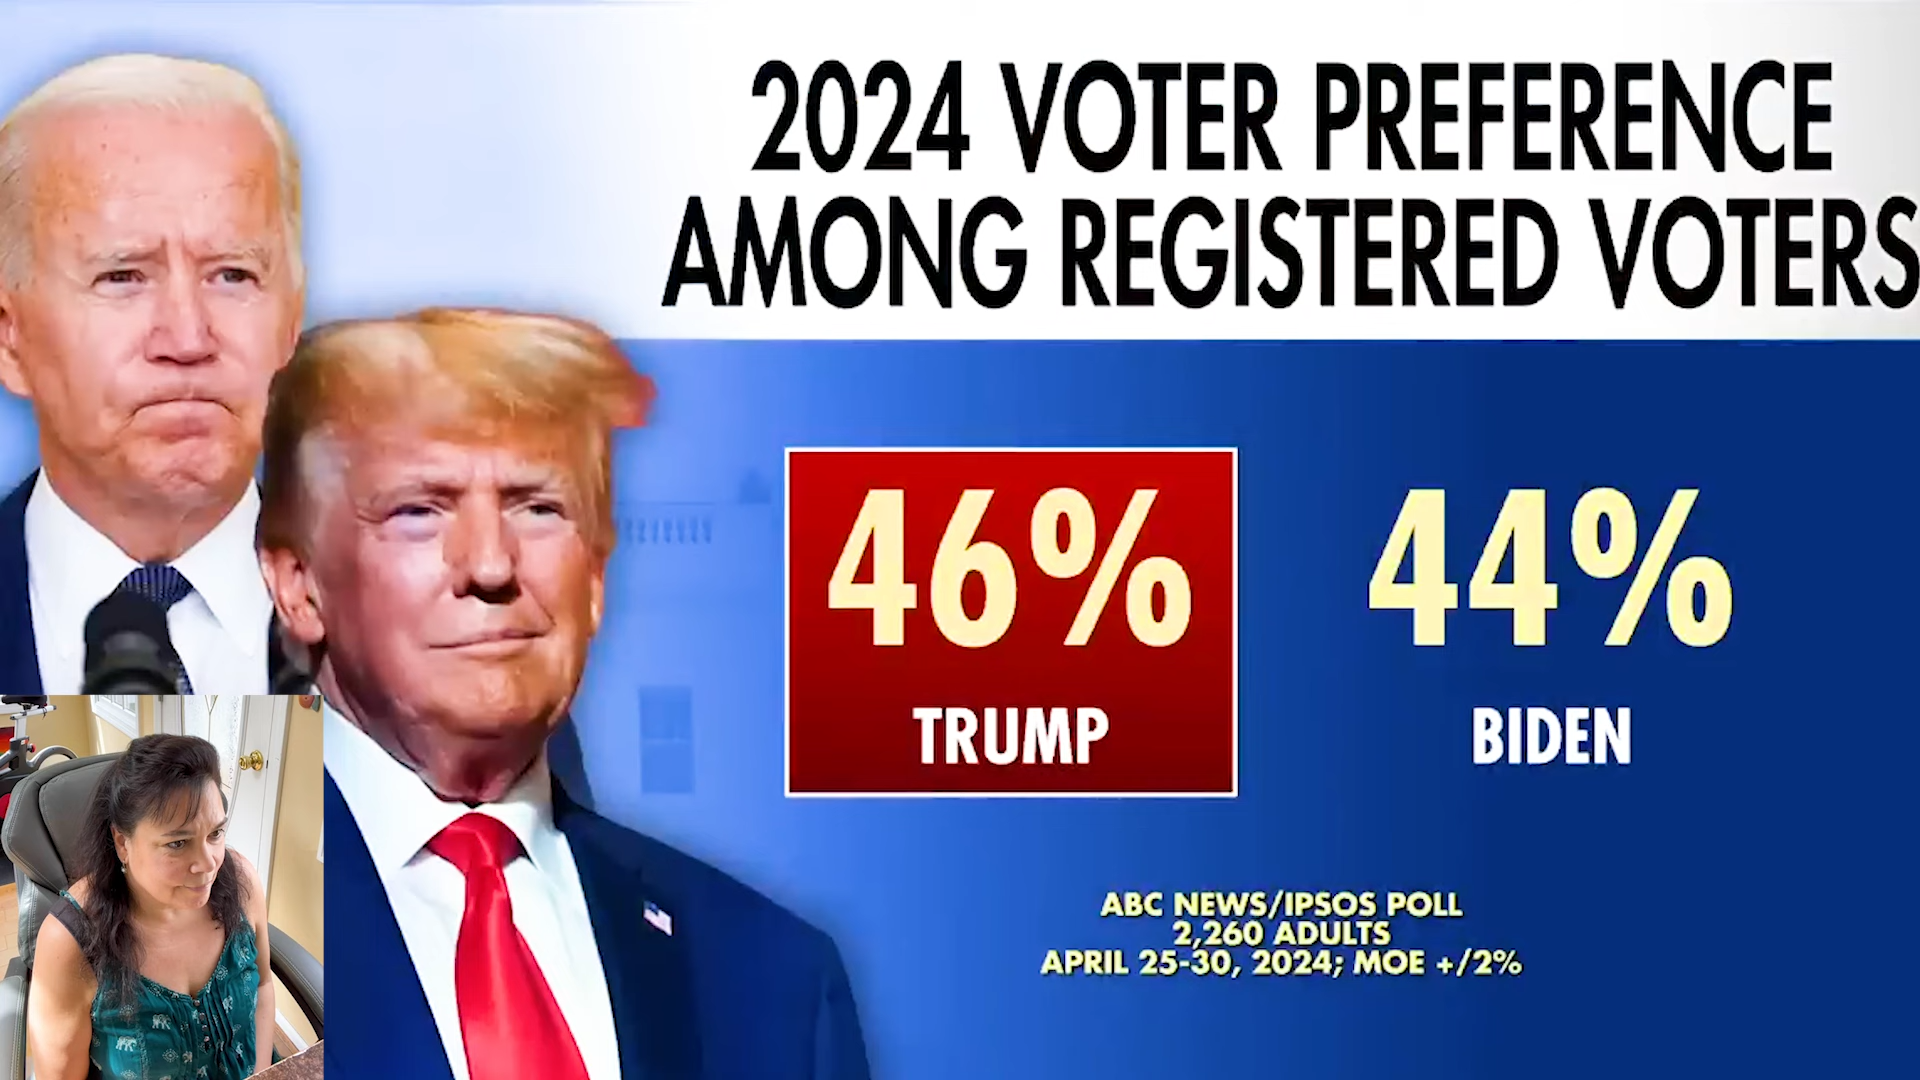 2024 VOTER PREFERENCE
AMONG REGISTERED VOTERS
46%
TRUMP
44%
BIDEN
ABC NEWS/IPSOS POLL
2,260 ADULTS
APRIL 25-30, 2024; MOE +/2%